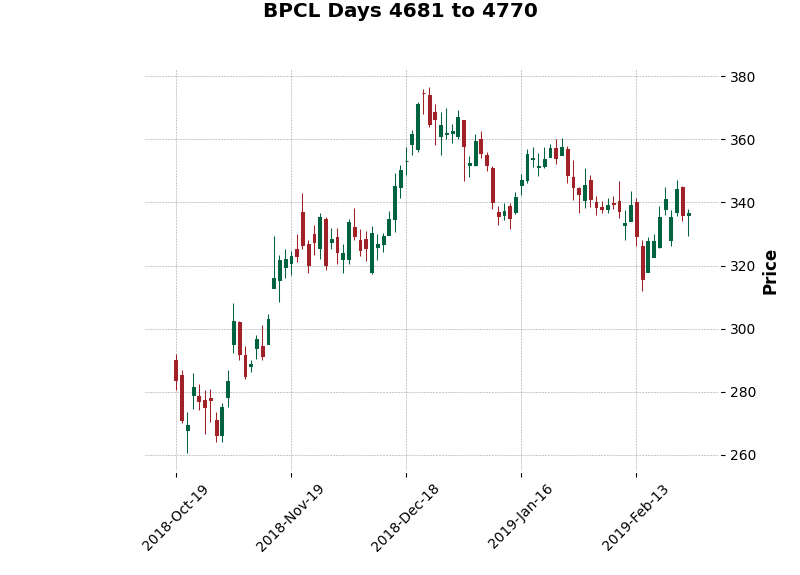 BPCL Days 4681 to 4770
380
360
340
320
300
280
260
Price
2018-Oct-19
2018-Nov-19
2018-Dec-18
2019-Jan-16
2019-Feb-13